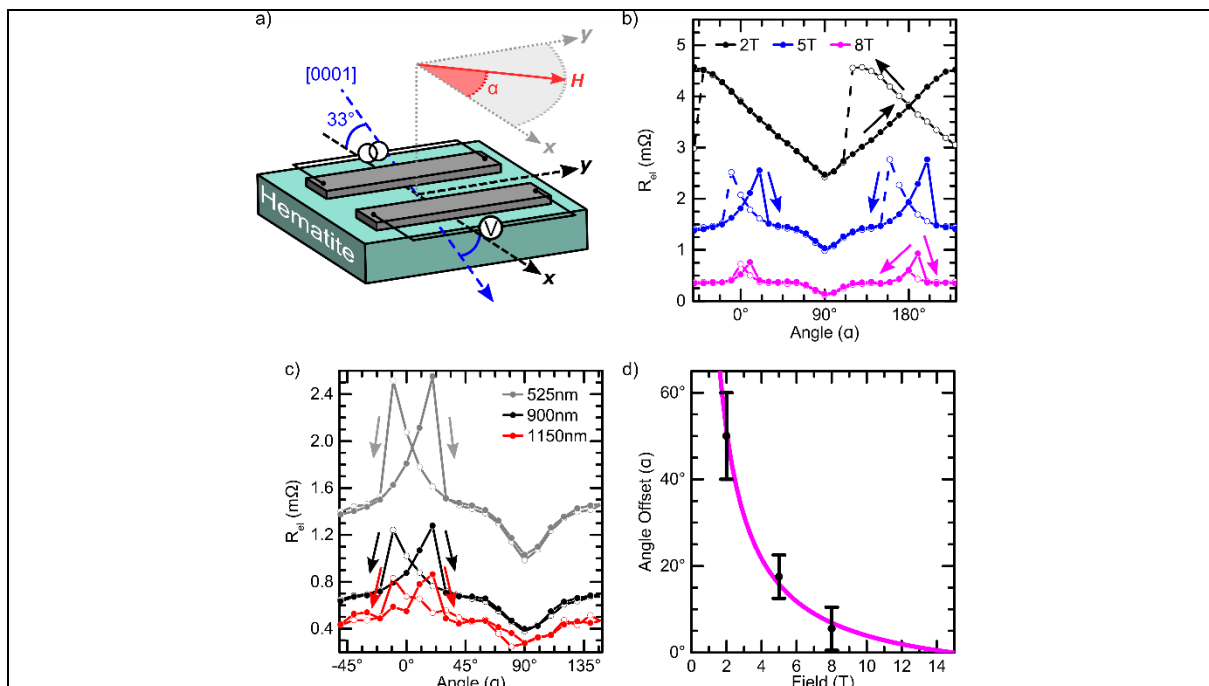 a)
[0001]
33°
y
H
α
x
y
V
x
Hematite
b)
2T 5T 8T
5
4
3
2
1
0
R_el (mΩ)
0° 90° 180°
Angle (α)
c)
525nm
900nm
1150nm
2.4
2.0
1.6
1.2
0.8
0.4
R_el (mΩ)
-45° 0° 45° 90° 135°
Angle (α)
d)
60°
40°
20°
0°
Angle Offset (α)
0 2 4 6 8 10 12 14
Field (T)